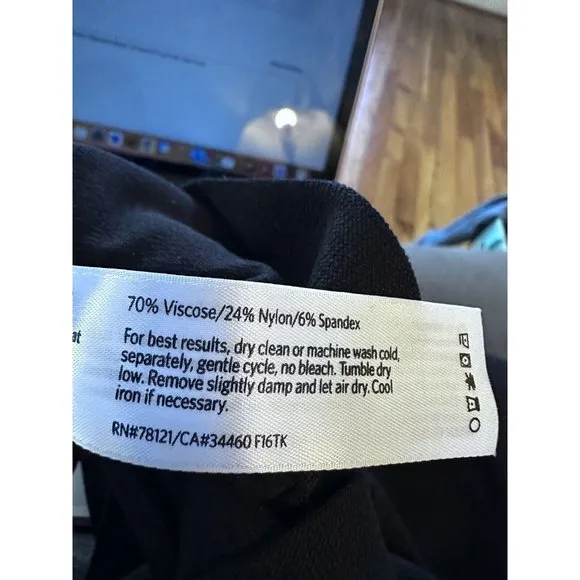 70% Viscose/24% Nylon/6% Spandex
at
For best results, dry clean or machine wash cold,
separately, gentle cycle, no bleach. Tumble dry
low. Remove slightly damp and let air dry. Cool
iron if necessary.
RN#78121/CA#34460 F16TK